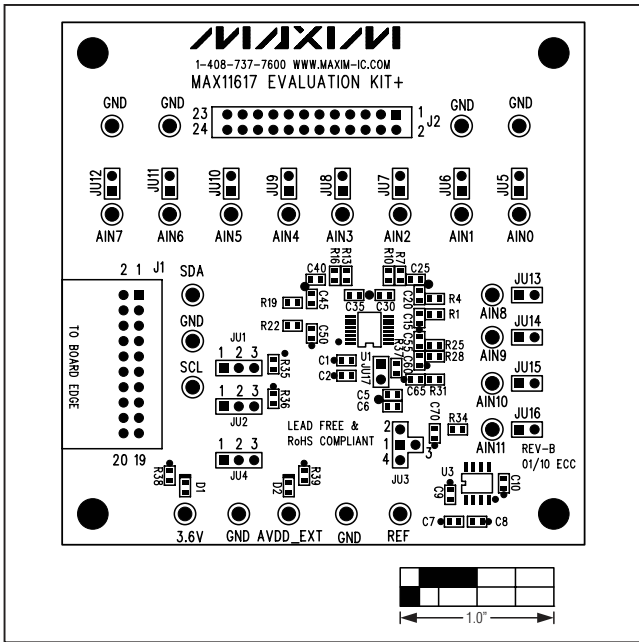 MAXIM
1-408-737-7600 WWW.MAXIM-IC.COM
MAX11617 EVALUATION KIT+
GND GND 23 1 GND GND
24 2 J2
JU12 JU11 JU10 JU9 JU8 JU7 JU6 JU5
AIN7 AIN6 AIN5 AIN4 AIN3 AIN2 AIN1 AIN0
2 1 J1
TO BOARD EDGE
20 19
SDA
GND
SCL
R16 R13 R10 R7
C40 C25
R19 C45 C35 C30 C20 R4
R1
C15
R22 C50 C55 R25
R28
C60
JU1
1 2 3
R35
C1
C2
U1
JU17
R37
C65 R31
1 2 3
JU2
R36
C5
C6
LEAD FREE &
RoHS COMPLIANT
C70 R34
2
1 3
4
JU3
1 2 3
JU4
JU13
AIN8
JU14
AIN9
JU15
AIN10
JU16
AIN11
REV-B
01/10 ECC
R38 D1 D2 R39
U3
C9 C10
C7 C8
3.6V GND AVDD_EXT GND REF
1.0"